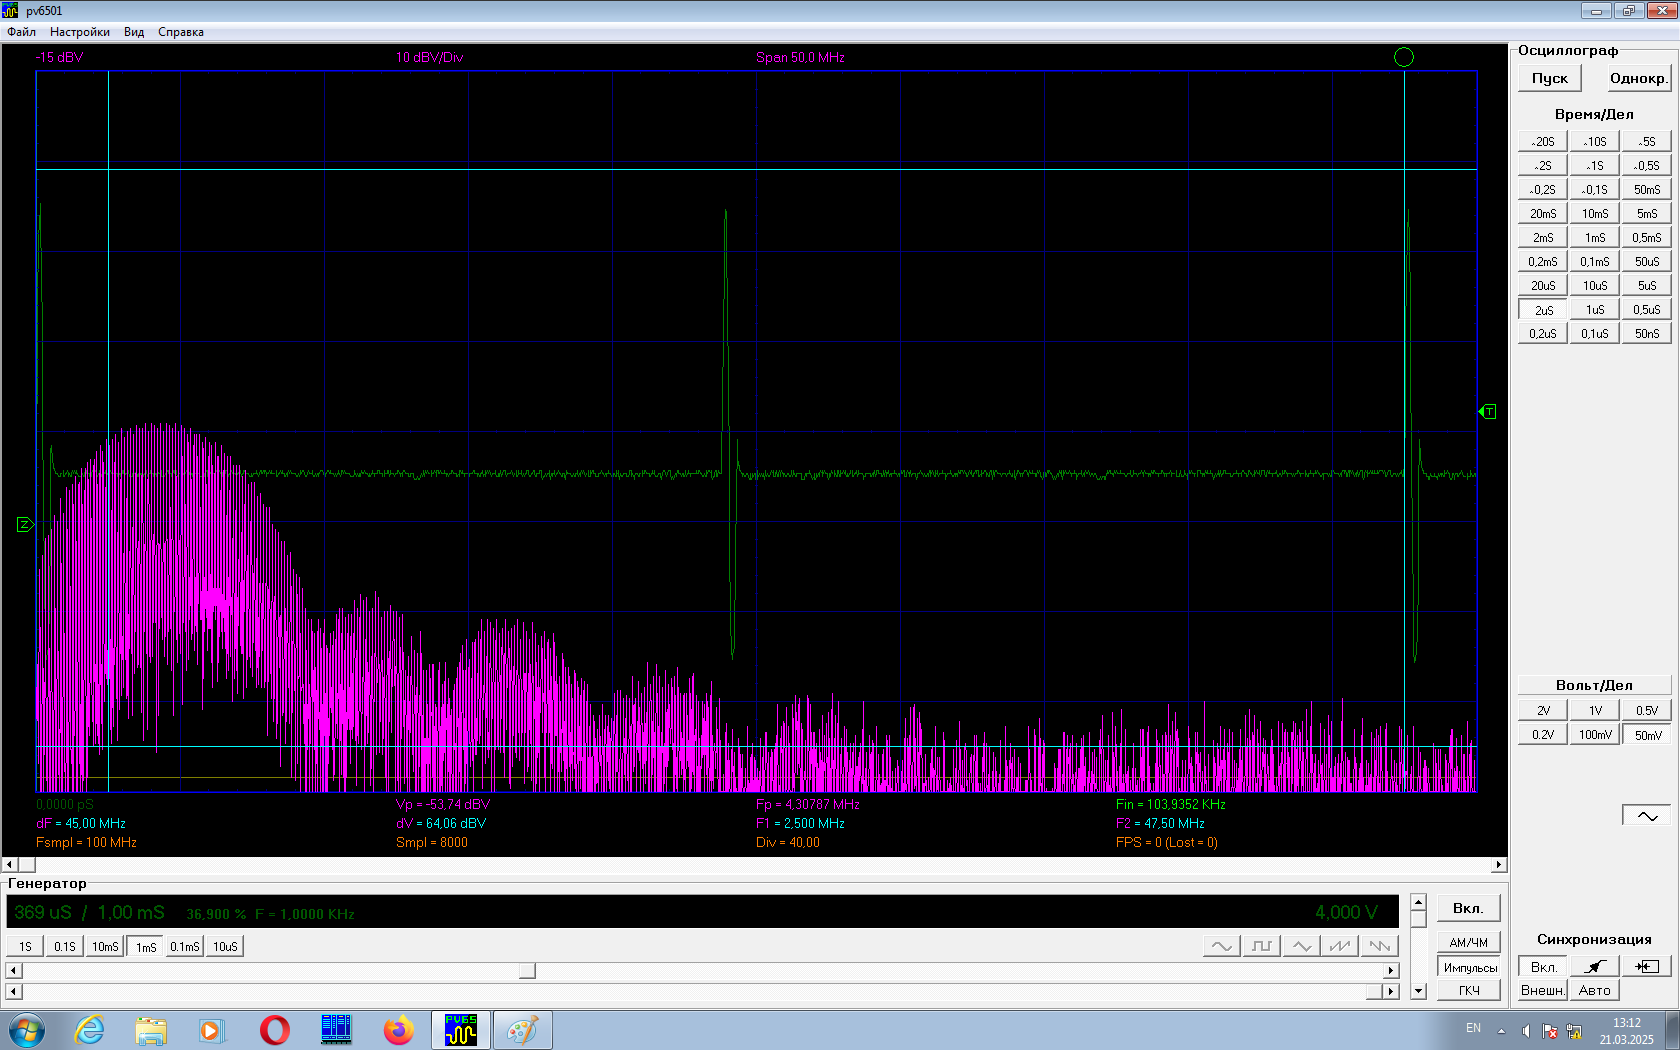 pv6501
Файл Настройки Вид Справка
-15 dBV 10 dBV/Div Span 50,0 MHz
Осциллограф
Пуск Однокр.
Время/Дел
-20S -10S -5S
-2S -1S -0,5S
-0,2S -0,1S 50mS
20mS 10mS 5mS
2mS 1mS 0,5mS
0,2mS 0,1mS 50uS
20uS 10uS 5uS
2uS 1uS 0,5uS
0,2uS 0,1uS 50nS
T
Z
Вольт/Дел
2V 1V 0.5V
0.2V 100mV 50mV
0.0000 pS Vp = -53,74 dBV Fp = 4,30787 MHz Fin = 103,9352 KHz
dF = 45,00 MHz dV = 64,06 dBV F1 = 2,500 MHz F2 = 47,50 MHz
Fsmpl = 100 MHz Smpl = 8000 Div = 40,00 FPS = 0 (Lost = 0)
Генератор
369 uS / 1,00 mS 36,900 % F = 1,0000 KHz 4,000 V
Вкл.
1S 0.1S 10mS 1mS 0.1mS 10uS
АМ/ЧМ
Импульсы
ГКЧ
Синхронизация
Вкл.
Внешн. Авто
PV65
EN
13:12
21.03.2025